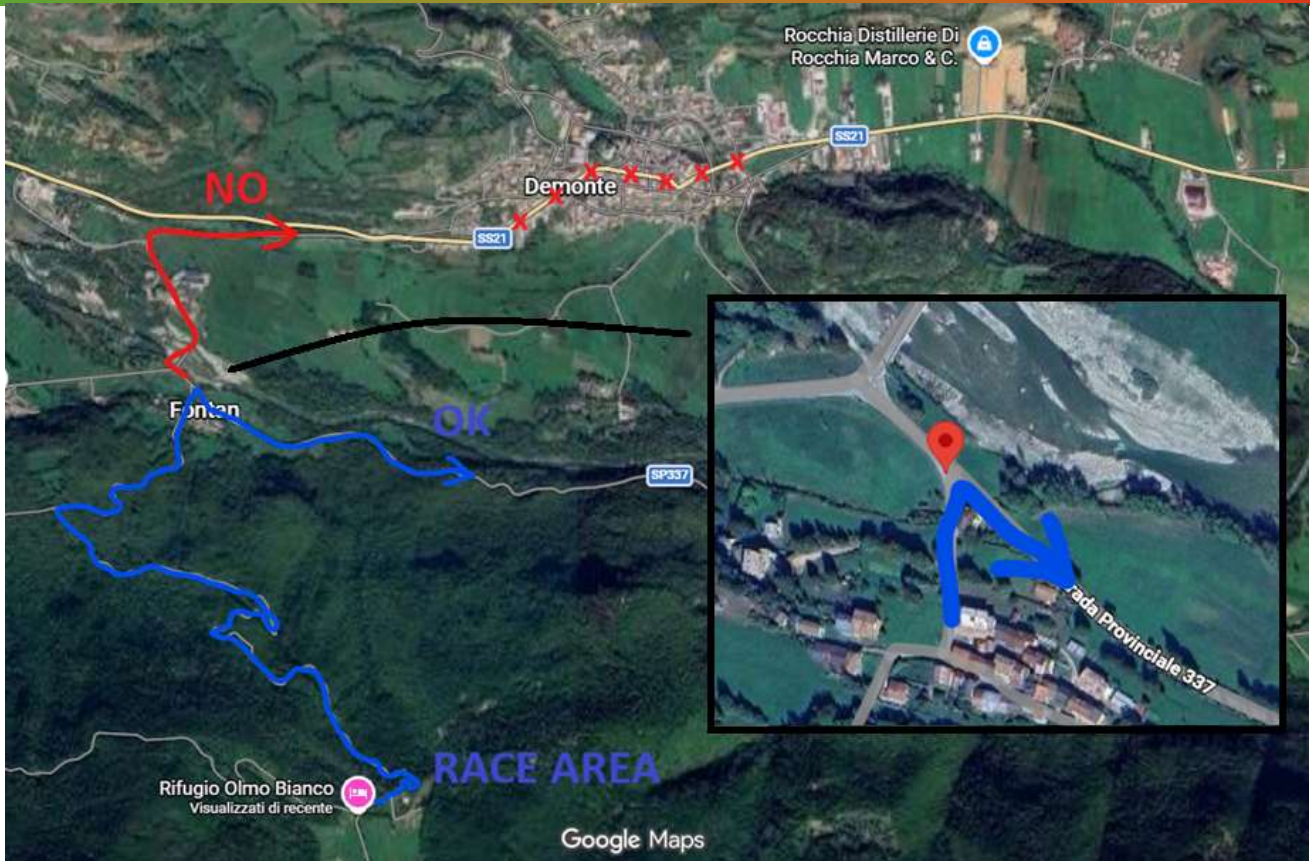 Rocchia Distillerie Di
Rocchia Marco & C.
SS21
NO
Demonte
SS21
Fontan
OK
SP337
rada Provinciale 337
RACE AREA
Rifugio Olmo Bianco
Visualizzati di recente
Google Maps